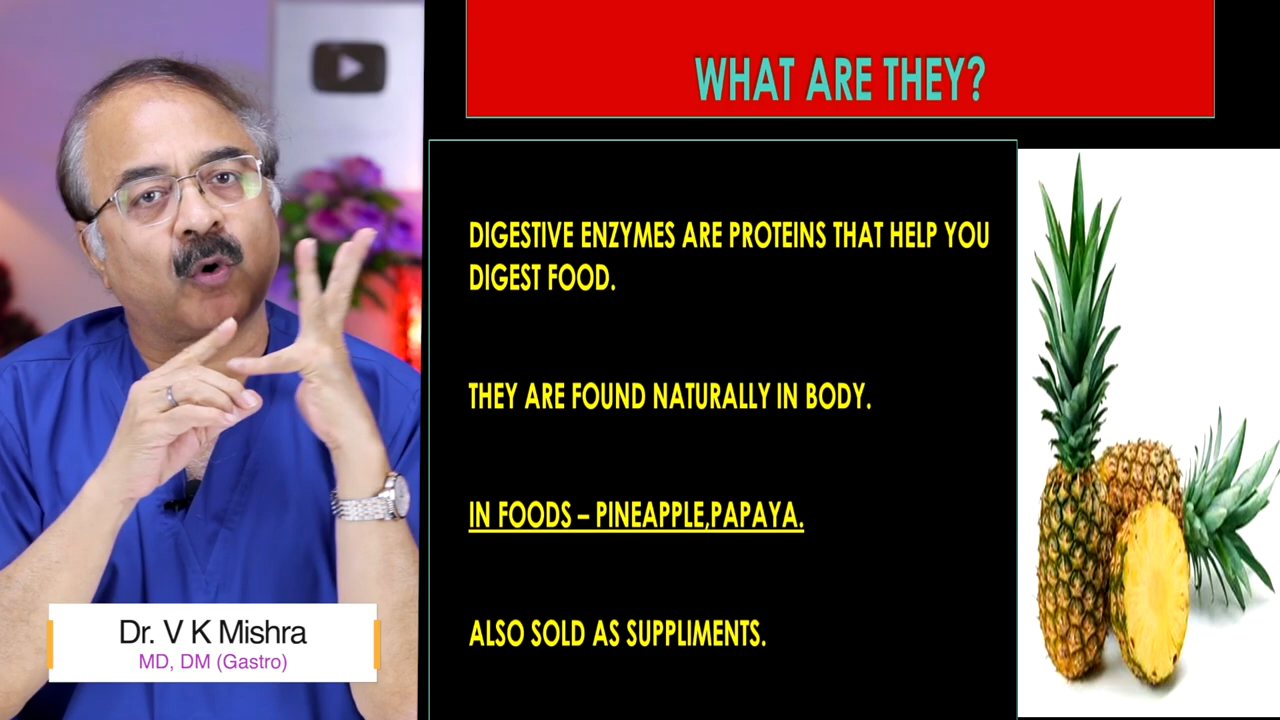 WHAT ARE THEY?
DIGESTIVE ENZYMES ARE PROTEINS THAT HELP YOU
DIGEST FOOD.
THEY ARE FOUND NATURALLY IN BODY.
IN FOODS – PINEAPPLE,PAPAYA.
ALSO SOLD AS SUPPLIMENTS.
Dr. V K Mishra
MD, DM (Gastro)